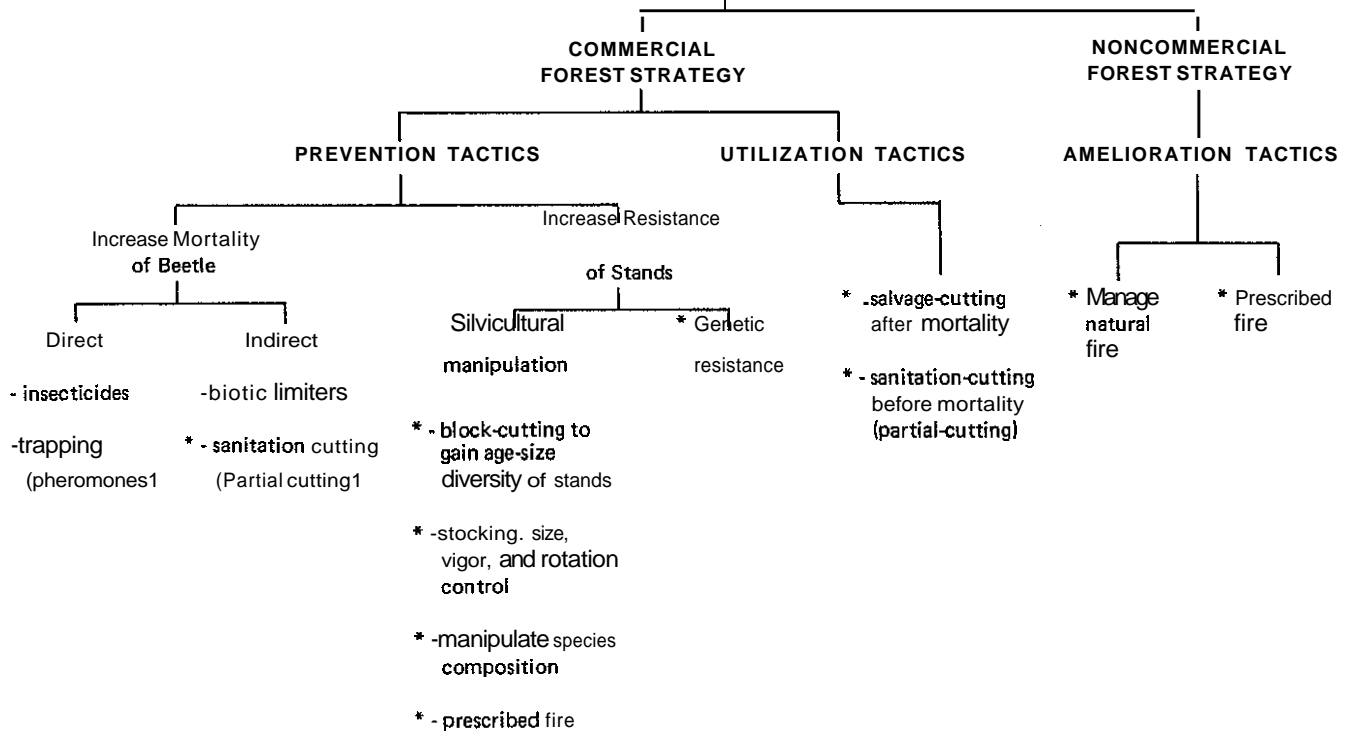 COMMERCIAL
FOREST STRATEGY
NONCOMMERCIAL
FOREST STRATEGY
PREVENTION TACTICS
UTILIZATION TACTICS
AMELIORATION TACTICS
Increase Mortality
of Beetle
Increase Resistance
of Stands
Direct
- insecticides
-trapping
(pheromones1
Indirect
-biotic limiters
* - sanitation cutting
(Partial cutting1
Silvicultural
manipulation
* - block-cutting to
gain age-size
diversity of stands
* -stocking. size,
vigor, and rotation
control
* -manipulate species
composition
* - prescribed fire
* Genetic
resistance
* -salvage-cutting
after mortality
* - sanitation-cutting
before mortality
(partial-cutting)
* Manage
natural
fire
* Prescribed
fire